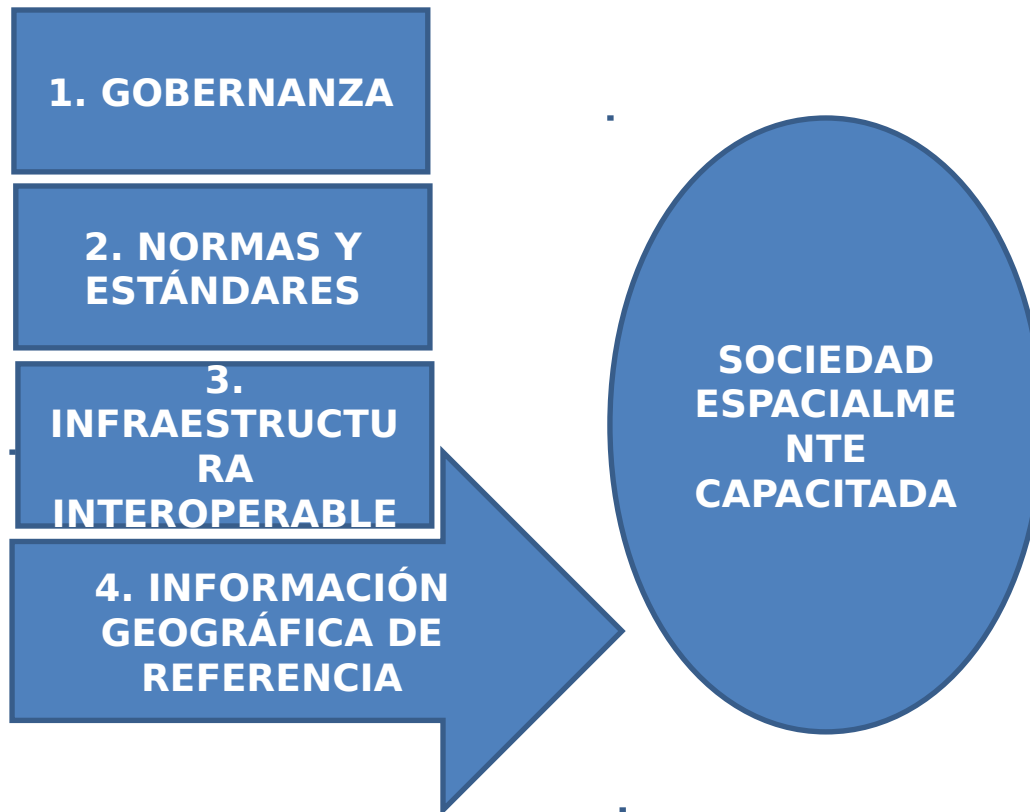 1. GOBERNANZA
2. NORMAS Y
ESTÁNDARES
3.
INFRAESTRUCTU
RA
INTEROPERABLE
4. INFORMACIÓN
GEOGRÁFICA DE
REFERENCIA
SOCIEDAD
ESPACIALME
NTE
CAPACITADA